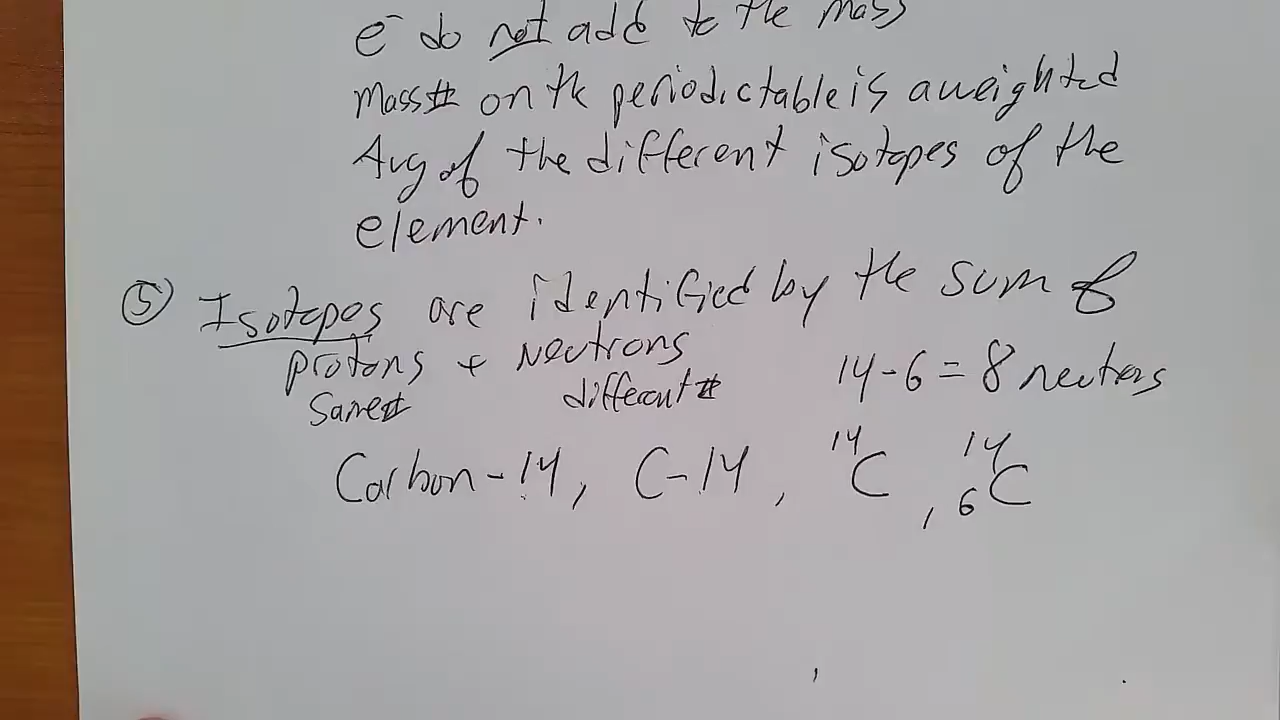 e⁻ do not add to the mass
Mass# on the periodic table is a weighted
Avg of the different isotopes of the
element.
⑤ Isotopes are identified by the sum of
protons + Neutrons
same# different #
14-6=8 neutrons
Carbon-14, C-14, ¹⁴C, ¹⁴₆C